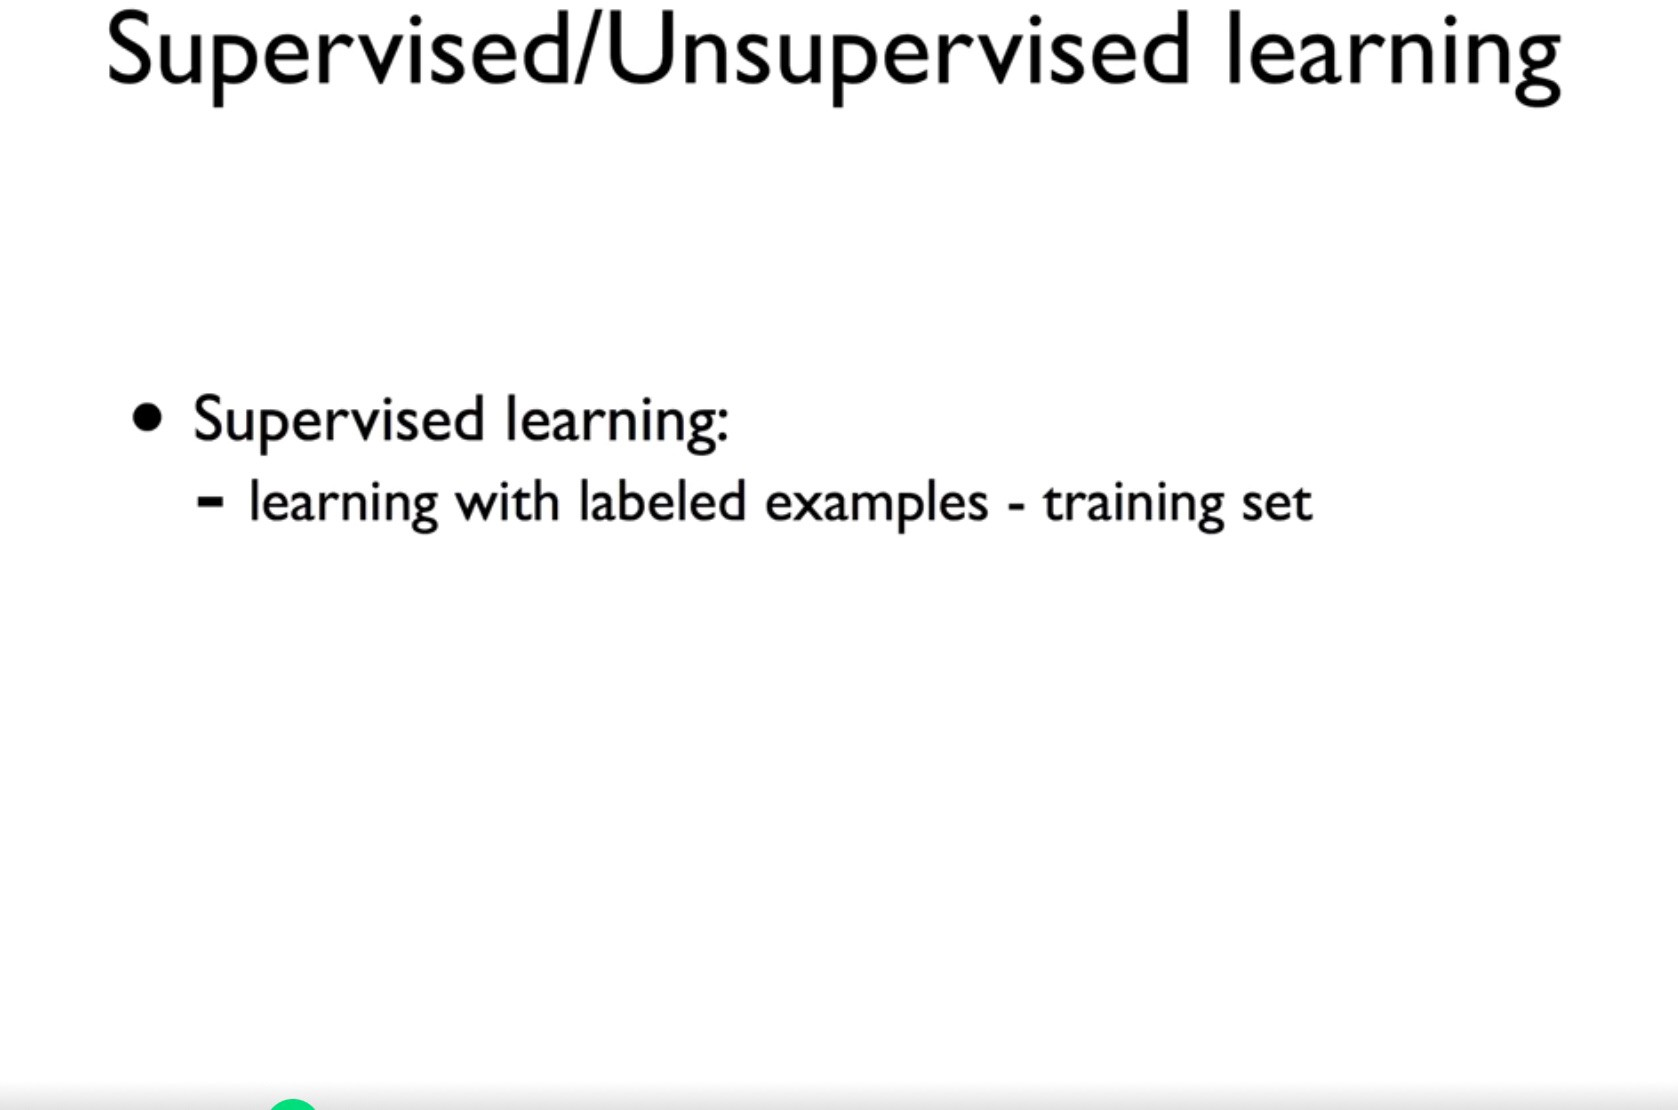 Supervised/Unsupervised learning
• Supervised learning:
- learning with labeled examples - training set